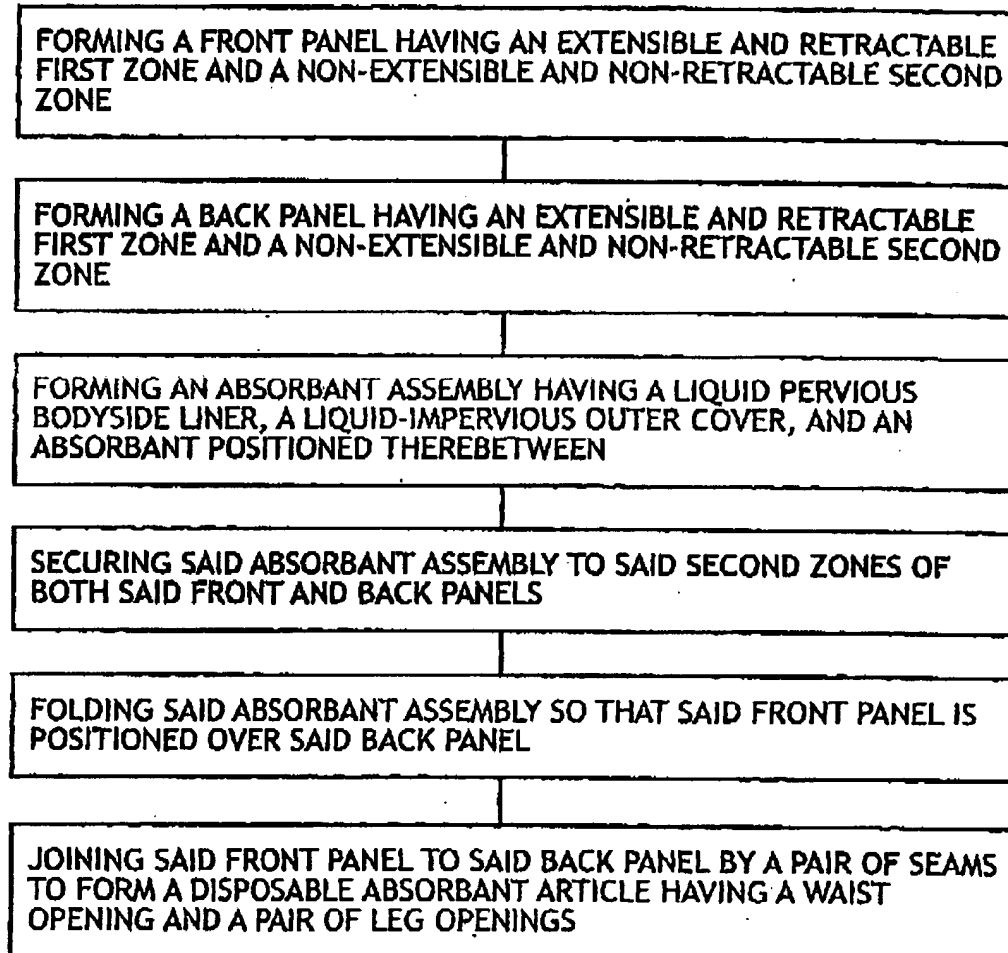 FORMING A FRONT PANEL HAVING AN EXTENSIBLE AND RETRACTABLE
FIRST ZONE AND A NON-EXTENSIBLE AND NON-RETRACTABLE SECOND
ZONE
FORMING A BACK PANEL HAVING AN EXTENSIBLE AND RETRACTABLE
FIRST ZONE AND A NON-EXTENSIBLE AND NON-RETRACTABLE SECOND
ZONE
FORMING AN ABSORBANT ASSEMBLY HAVING A LIQUID PERVIOUS
BODYSIDE LINER, A LIQUID-IMPERVIOUS OUTER COVER, AND AN
ABSORBANT POSITIONED THEREBETWEEN
SECURING SAID ABSORBANT ASSEMBLY TO SAID SECOND ZONES OF
BOTH SAID FRONT AND BACK PANELS
FOLDING SAID ABSORBANT ASSEMBLY SO THAT SAID FRONT PANEL IS
POSITIONED OVER SAID BACK PANEL
JOINING SAID FRONT PANEL TO SAID BACK PANEL BY A PAIR OF SEAMS
TO FORM A DISPOSABLE ABSORBANT ARTICLE HAVING A WAIST
OPENING AND A PAIR OF LEG OPENINGS